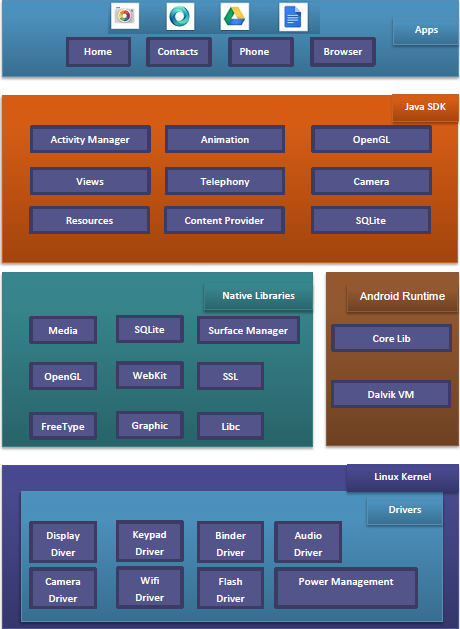 Apps
Home Contacts Phone Browser
Java SDK
Activity Manager Animation OpenGL
Views Telephony Camera
Resources Content Provider SQLite
Native Libraries
Media SQLite Surface Manager
OpenGL WebKit SSL
FreeType Graphic Libc
Android Runtime
Core Lib
Dalvik VM
Linux Kernel
Drivers
Display
Diver
Keypad
Driver
Binder
Driver
Audio
Driver
Camera
Driver
Wifi
Driver
Flash
Driver
Power Management